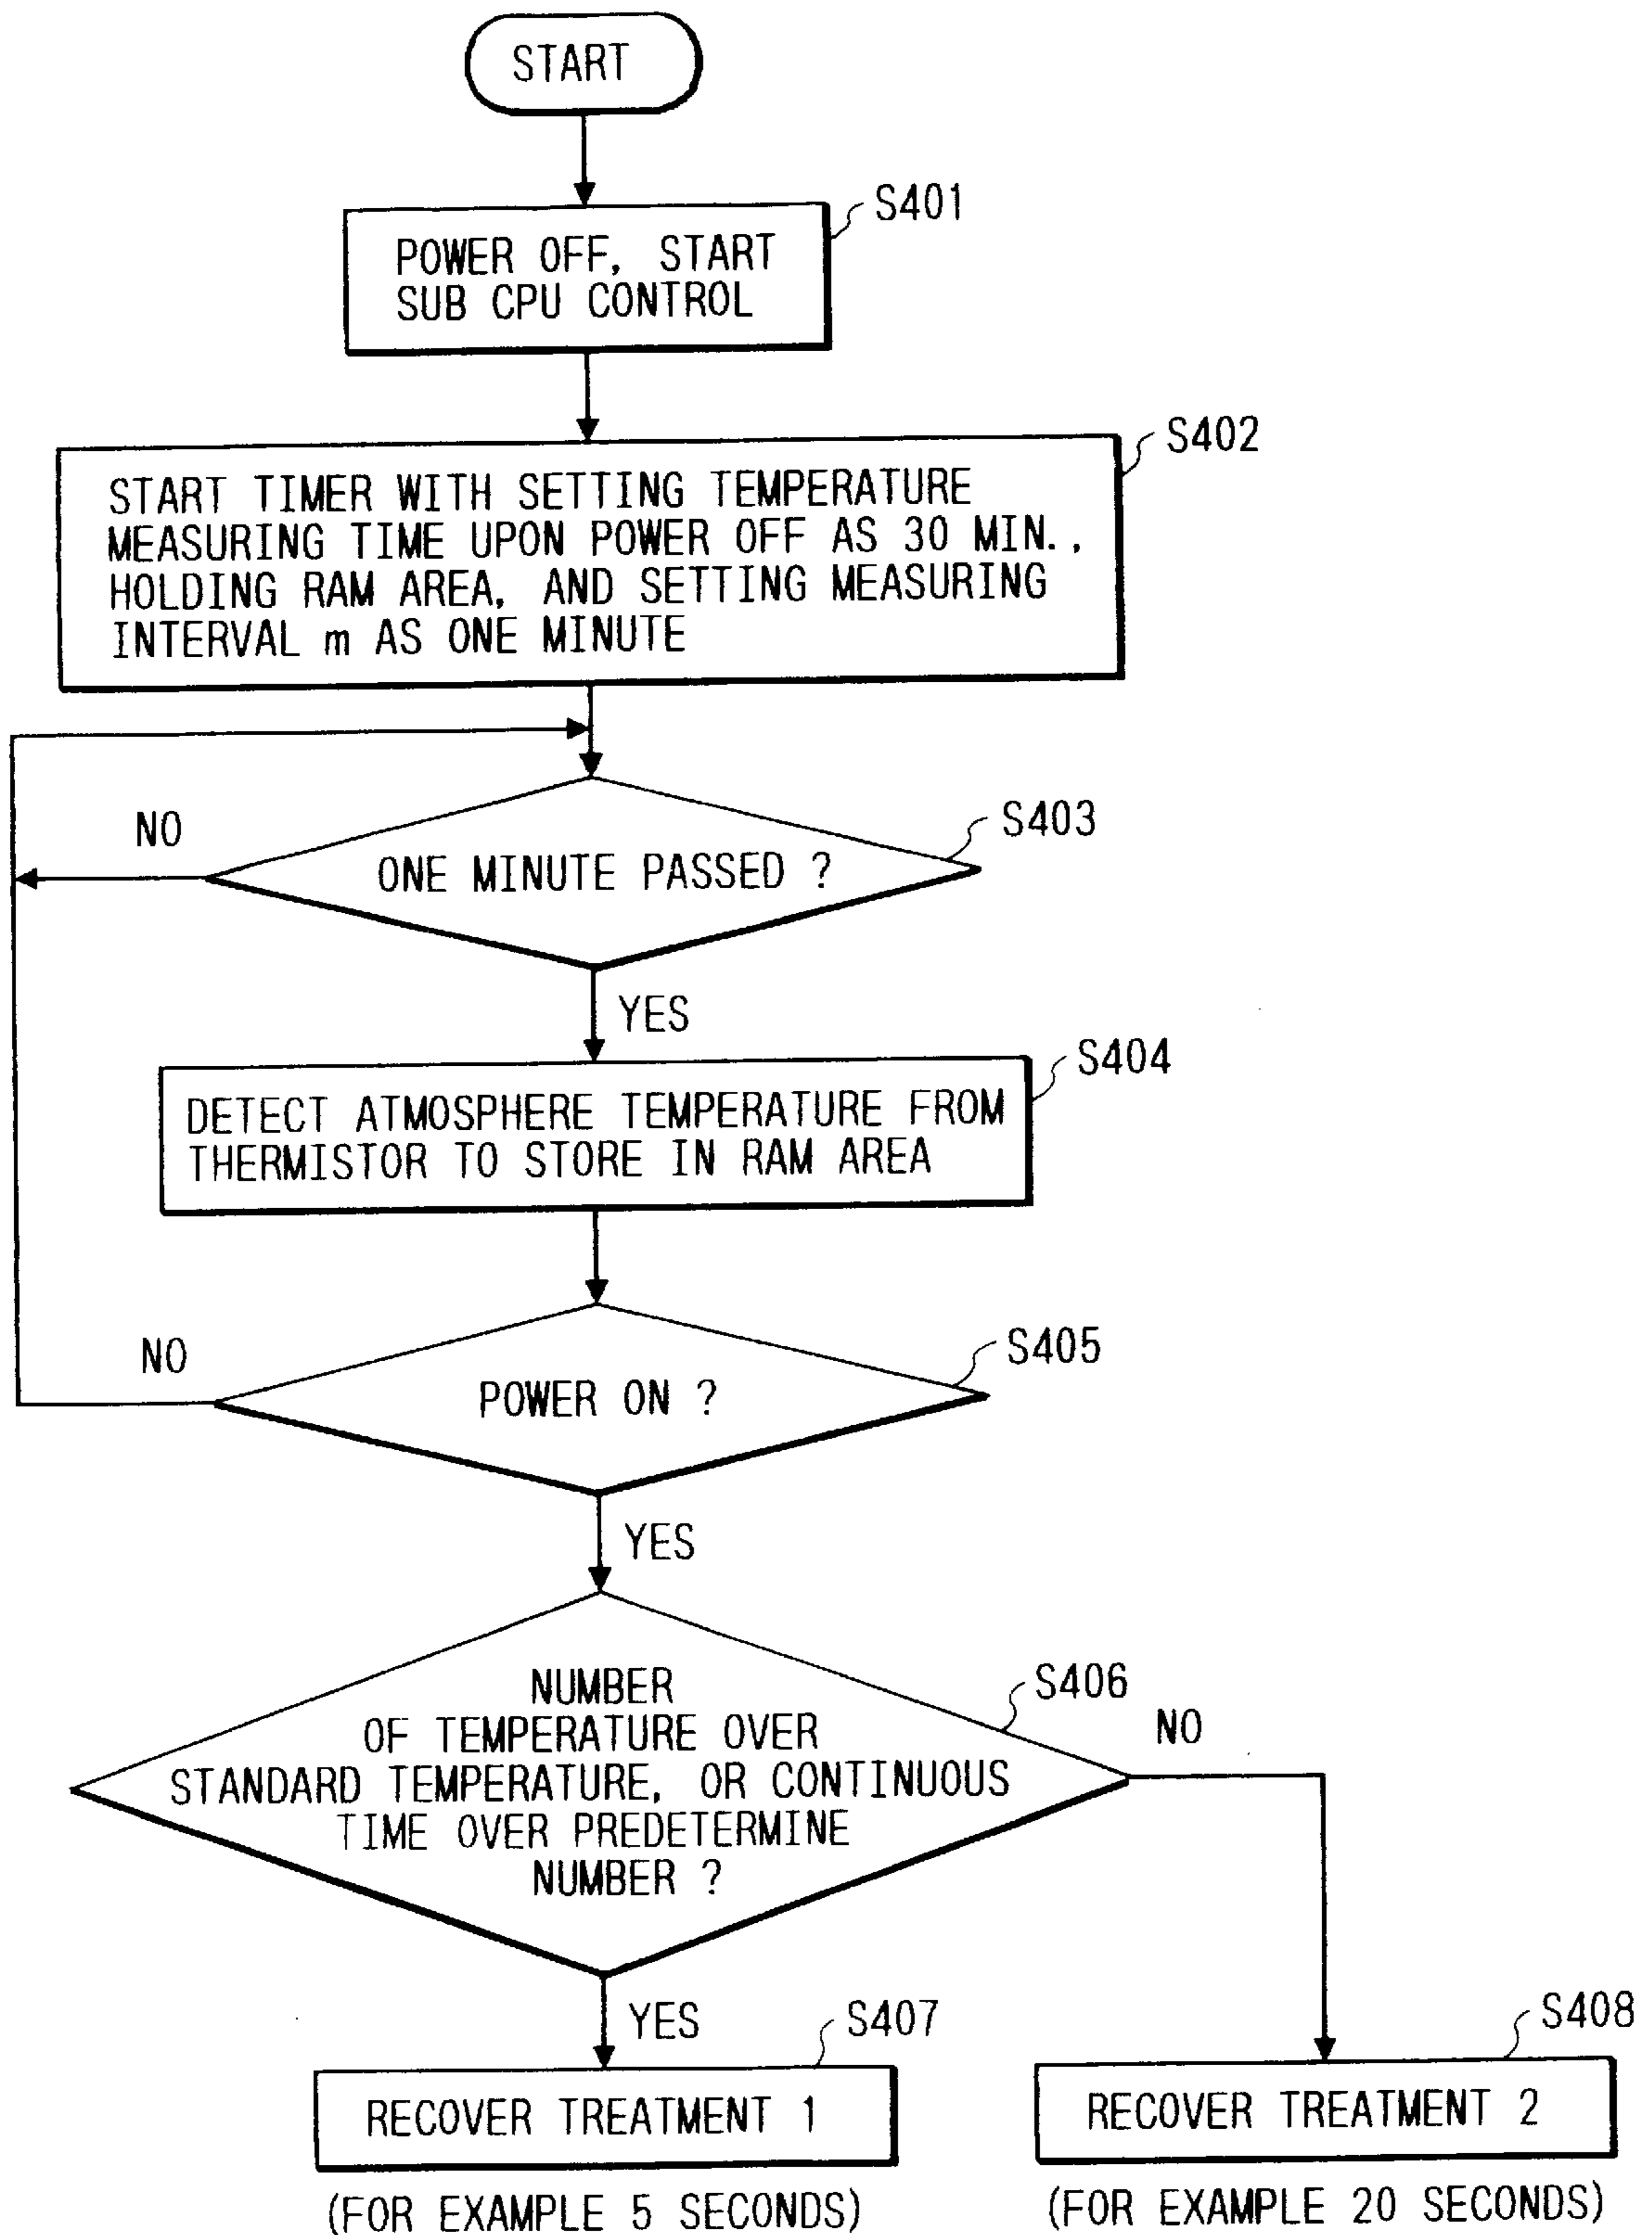 START
S401
POWER OFF, START
SUB CPU CONTROL
S402
START TIMER WITH SETTING TEMPERATURE
MEASURING TIME UPON POWER OFF AS 30 MIN.,
HOLDING RAM AREA, AND SETTING MEASURING
INTERVAL m AS ONE MINUTE
S403
NO
ONE MINUTE PASSED ?
YES
S404
DETECT ATMOSPHERE TEMPERATURE FROM
THERMISTOR TO STORE IN RAM AREA
S405
NO
POWER ON ?
YES
S406
NO
NUMBER
OF TEMPERATURE OVER
STANDARD TEMPERATURE, OR CONTINUOUS
TIME OVER PREDETERMINE
NUMBER ?
YES
S407
RECOVER TREATMENT 1
(FOR EXAMPLE 5 SECONDS)
S408
RECOVER TREATMENT 2
(FOR EXAMPLE 20 SECONDS)